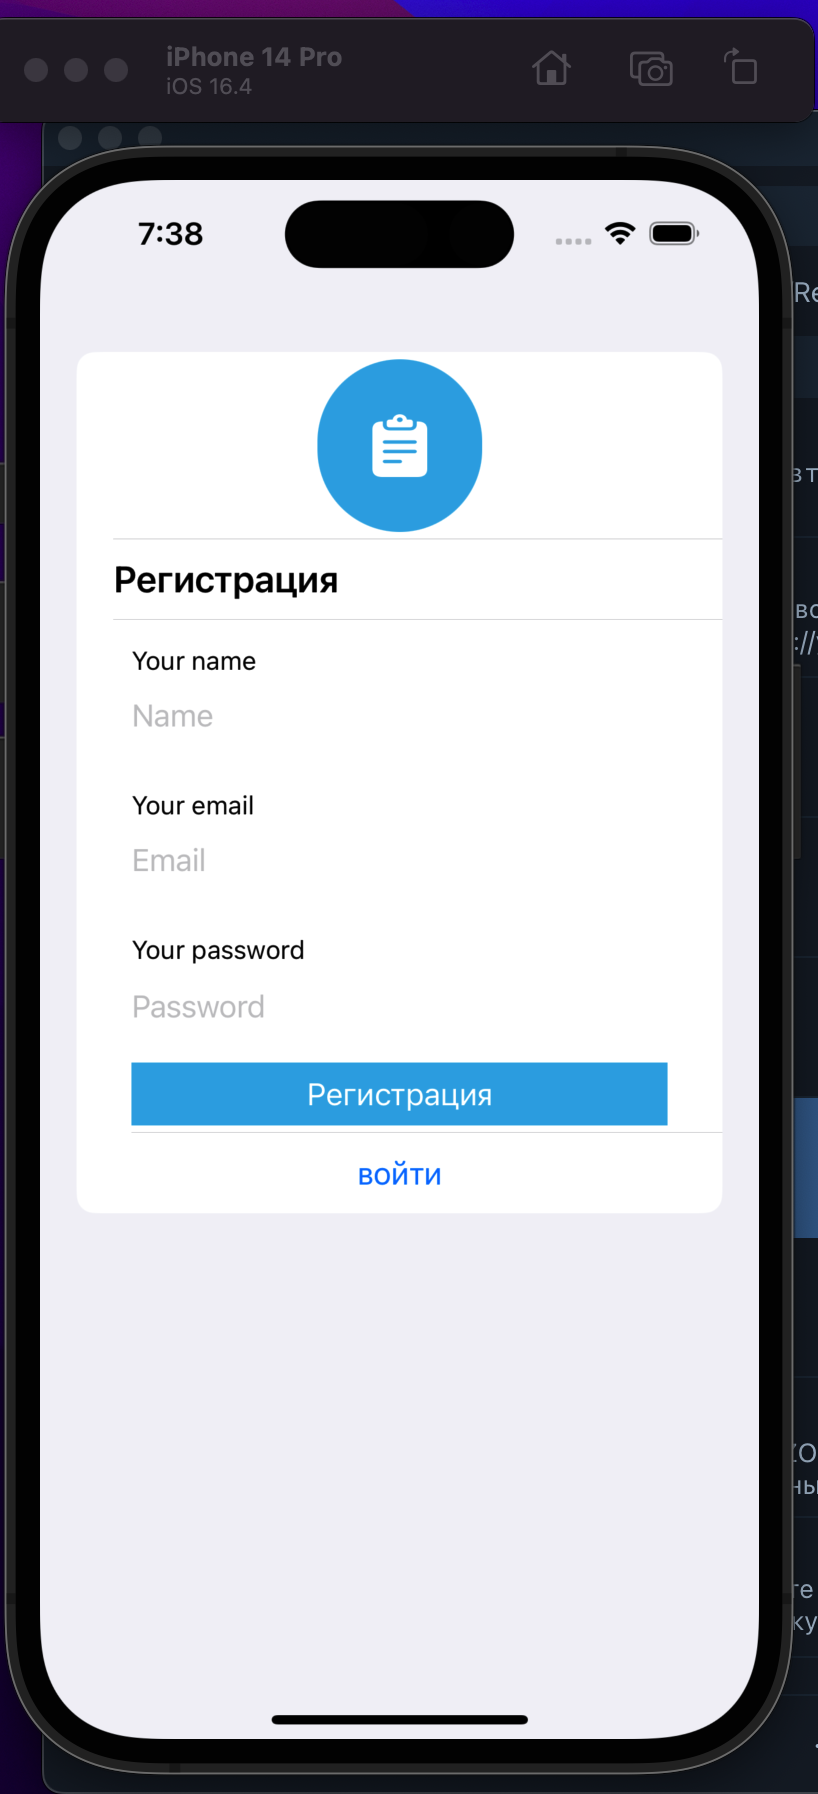 iPhone 14 Pro
iOS 16.4
7:38
Регистрация
Your name
Name
Your email
Email
Your password
Password
Регистрация
войти